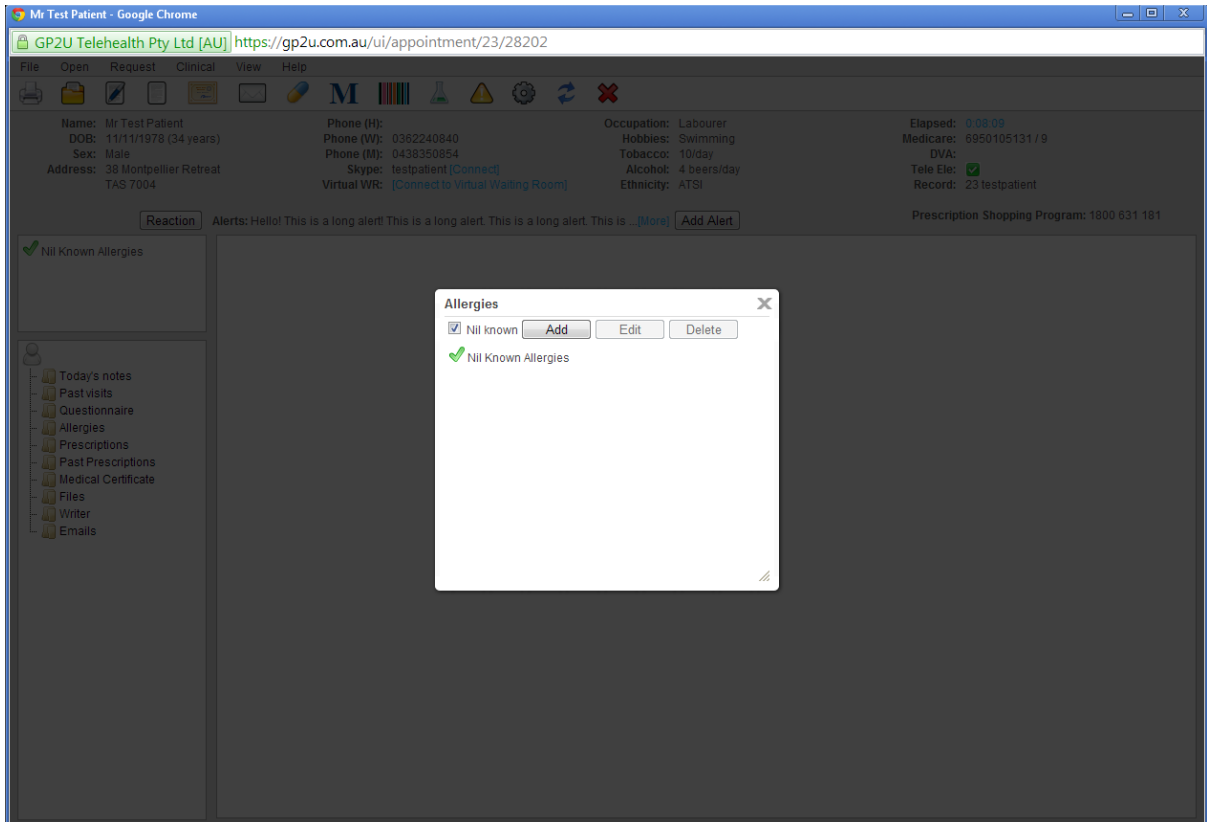 Mr Test Patient - Google Chrome
GP2U Telehealth Pty Ltd [AU] https://gp2u.com.au/ui/appointment/23/28202
File Open Request Clinical View Help
M
Name: Mr Test Patient Phone (H): Occupation: Labourer Elapsed: 0:08:09
DOB: 11/11/1978 (34 years) Phone (W): 0362240840 Hobbies: Swimming Medicare: 6950105131 / 9
Sex: Male Phone (M): 0438350854 Tobacco: 10/day DVA:
Address: 38 Montpellier Retreat Skype: testpatient [Connect] Alcohol: 4 beers/day Tele Ele:
TAS 7004 Virtual WR: [Connect to Virtual Waiting Room] Ethnicity: ATSI Record: 23 testpatient
Reaction Alerts: Hello! This is a long alert! This is a long alert. This is a long alert. This is ...[More] Add Alert Prescription Shopping Program: 1800 631 181
Nil Known Allergies
Allergies
Nil known Add Edit Delete
Nil Known Allergies
Today's notes
Past visits
Questionnaire
Allergies
Prescriptions
Past Prescriptions
Medical Certificate
Files
Writer
Emails